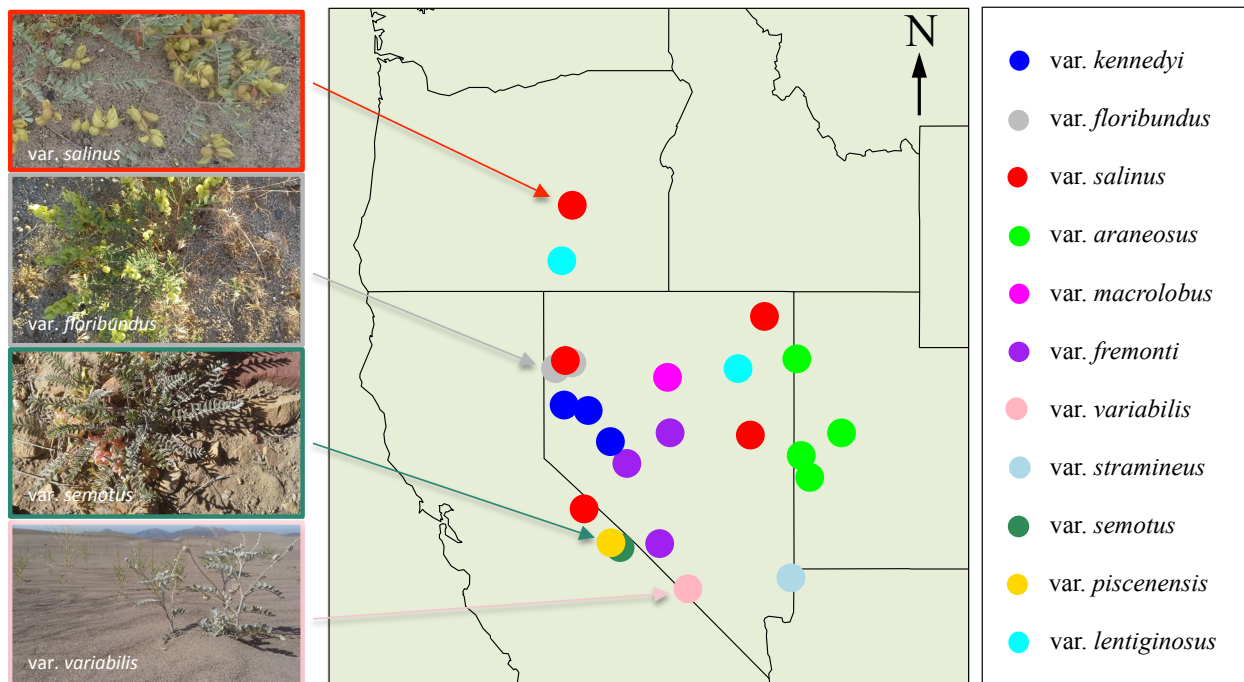 var. salinus
var. floribundus
var. semotus
var. variabilis
N
var. kennedyi
var. floribundus
var. salinus
var. araneosus
var. macrolobus
var. fremonti
var. variabilis
var. stramineus
var. semotus
var. piscenensis
var. lentiginosus